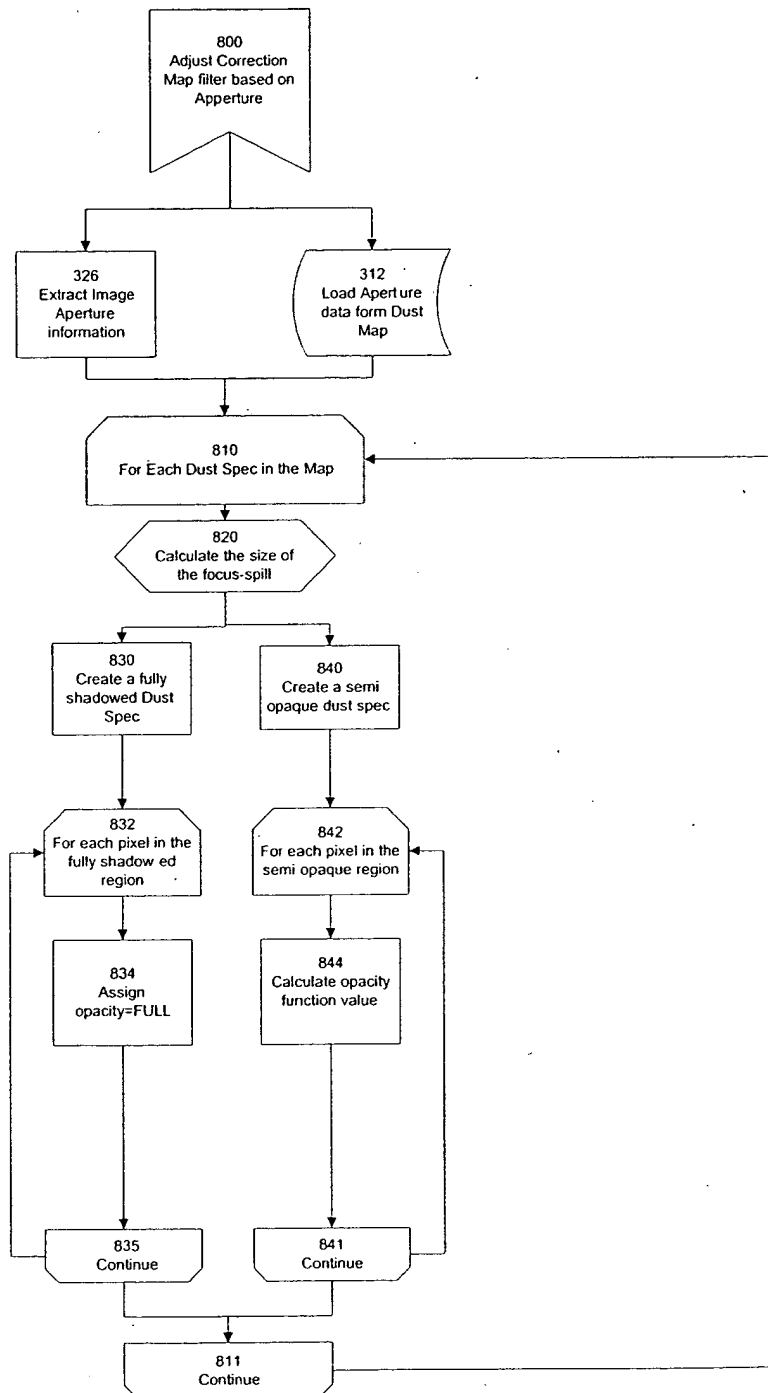 800
Adjust Correction
Map filter based on
Apperture
326
Extract Image
Aperture
information
312
Load Aperture
data form Dust
Map
810
For Each Dust Spec in the Map
820
Calculate the size of
the focus-spill
830
Create a fully
shadowed Dust
Spec
840
Create a semi
opaque dust spec
832
For each pixel in the
fully shadow ed
region
842
For each pixel in the
semi opaque region
834
Assign
opacity=FULL
844
Calculate opacity
function value
835
Continue
841
Continue
811
Continue